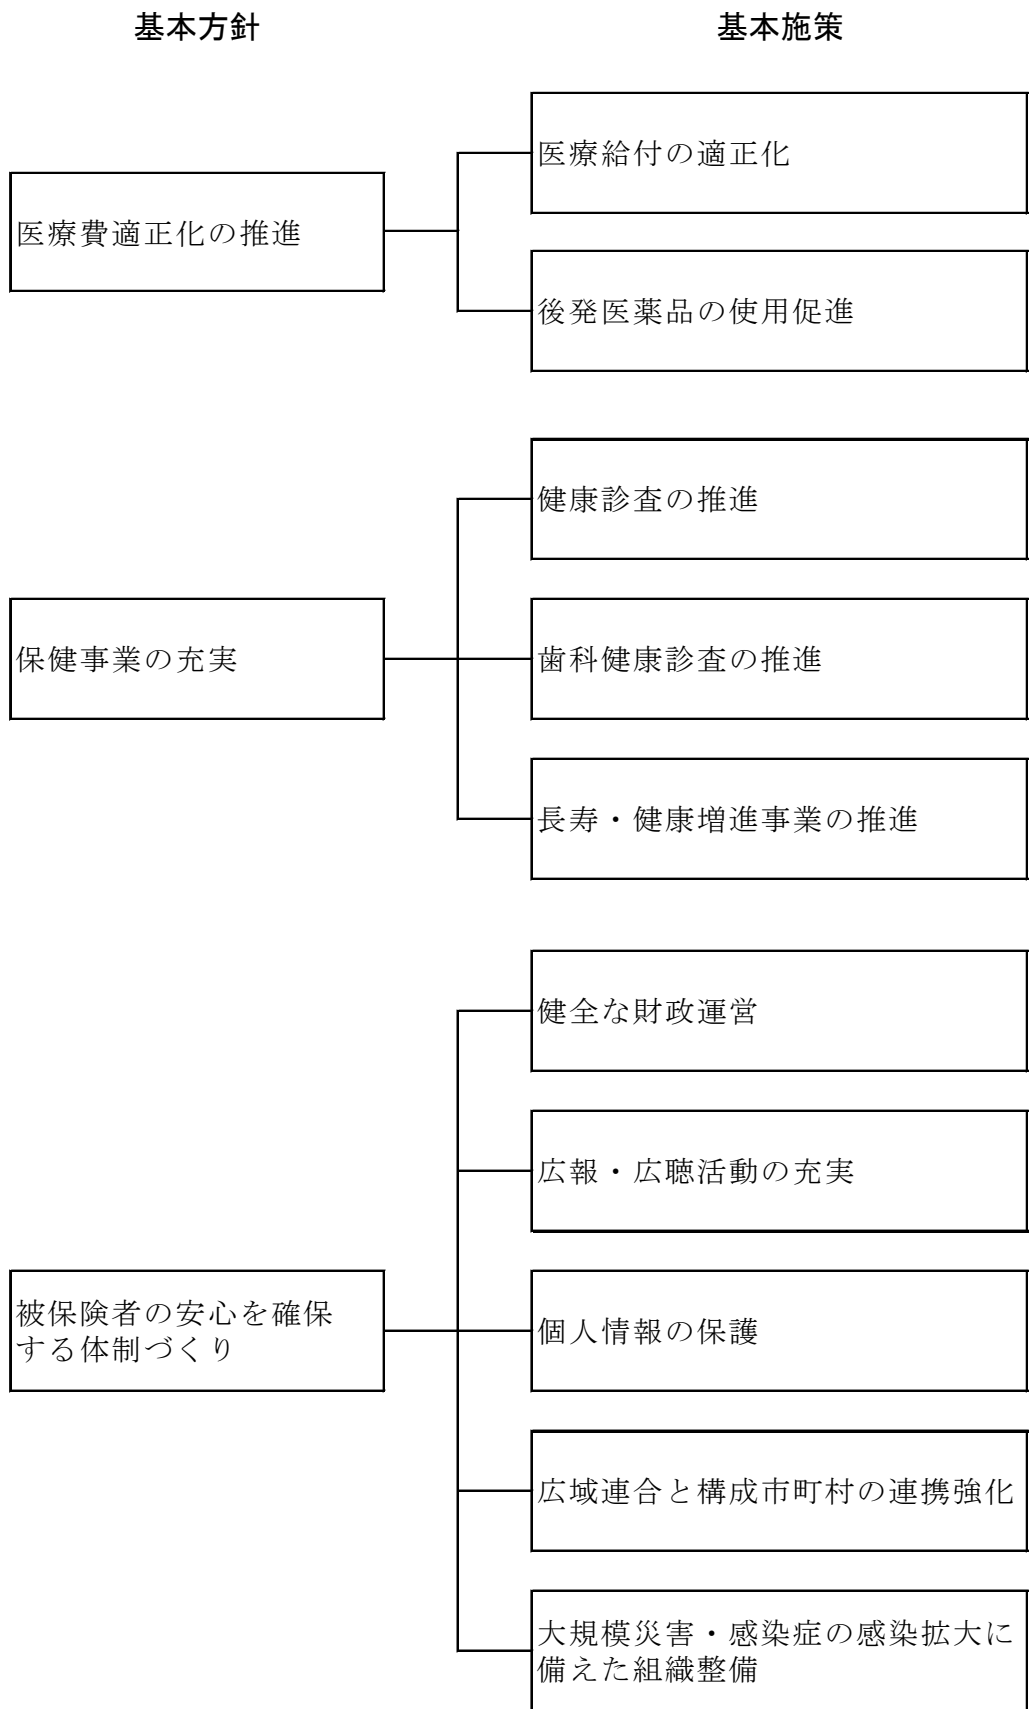 基本方針
基本施策
医療費適正化の推進
医療給付の適正化
後発医薬品の使用促進
保健事業の充実
健康診査の推進
歯科健康診査の推進
長寿・健康増進事業の推進
被保険者の安心を確保
する体制づくり
健全な財政運営
広報・広聴活動の充実
個人情報の保護
広域連合と構成市町村の連携強化
大規模災害・感染症の感染拡大に
備えた組織整備